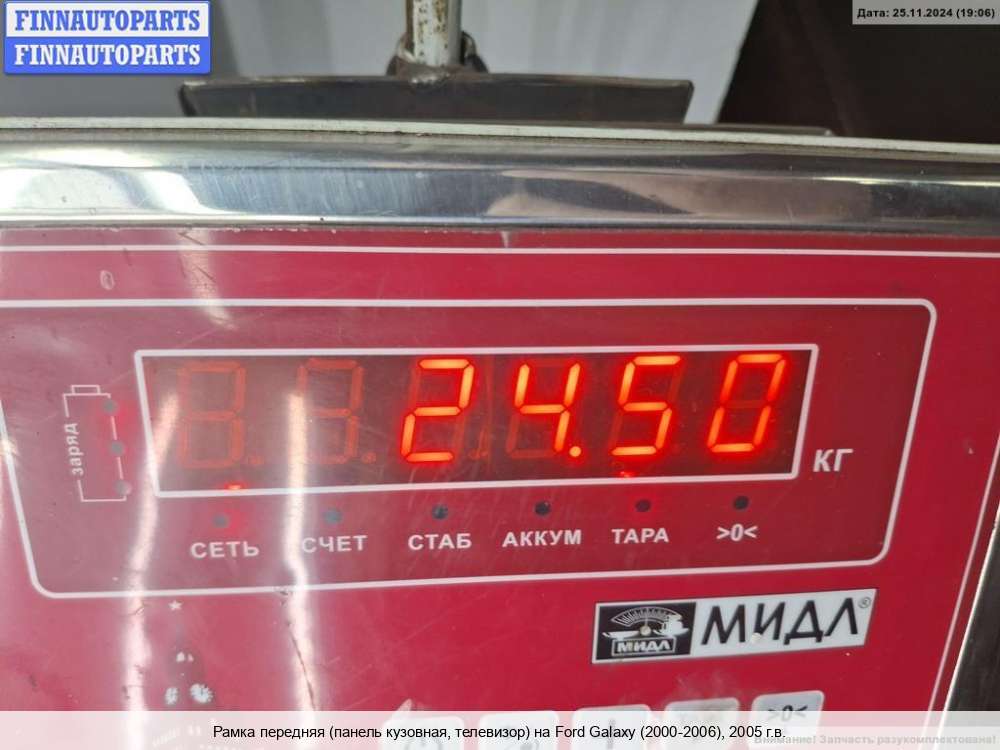 FINNAUTOPARTS
FINNAUTOPARTS
Дата: 25.11.2024 (19:06)
24.50
КГ
заряд
СЕТЬ СЧЕТ СТАБ АККУМ ТАРА >0<
МИДЛ МИДЛ®
>0<
Рамка передняя (панель кузовная, телевизор) на Ford Galaxy (2000-2006), 2005 г.в.
Внимание! Запчасть разукомплектована!